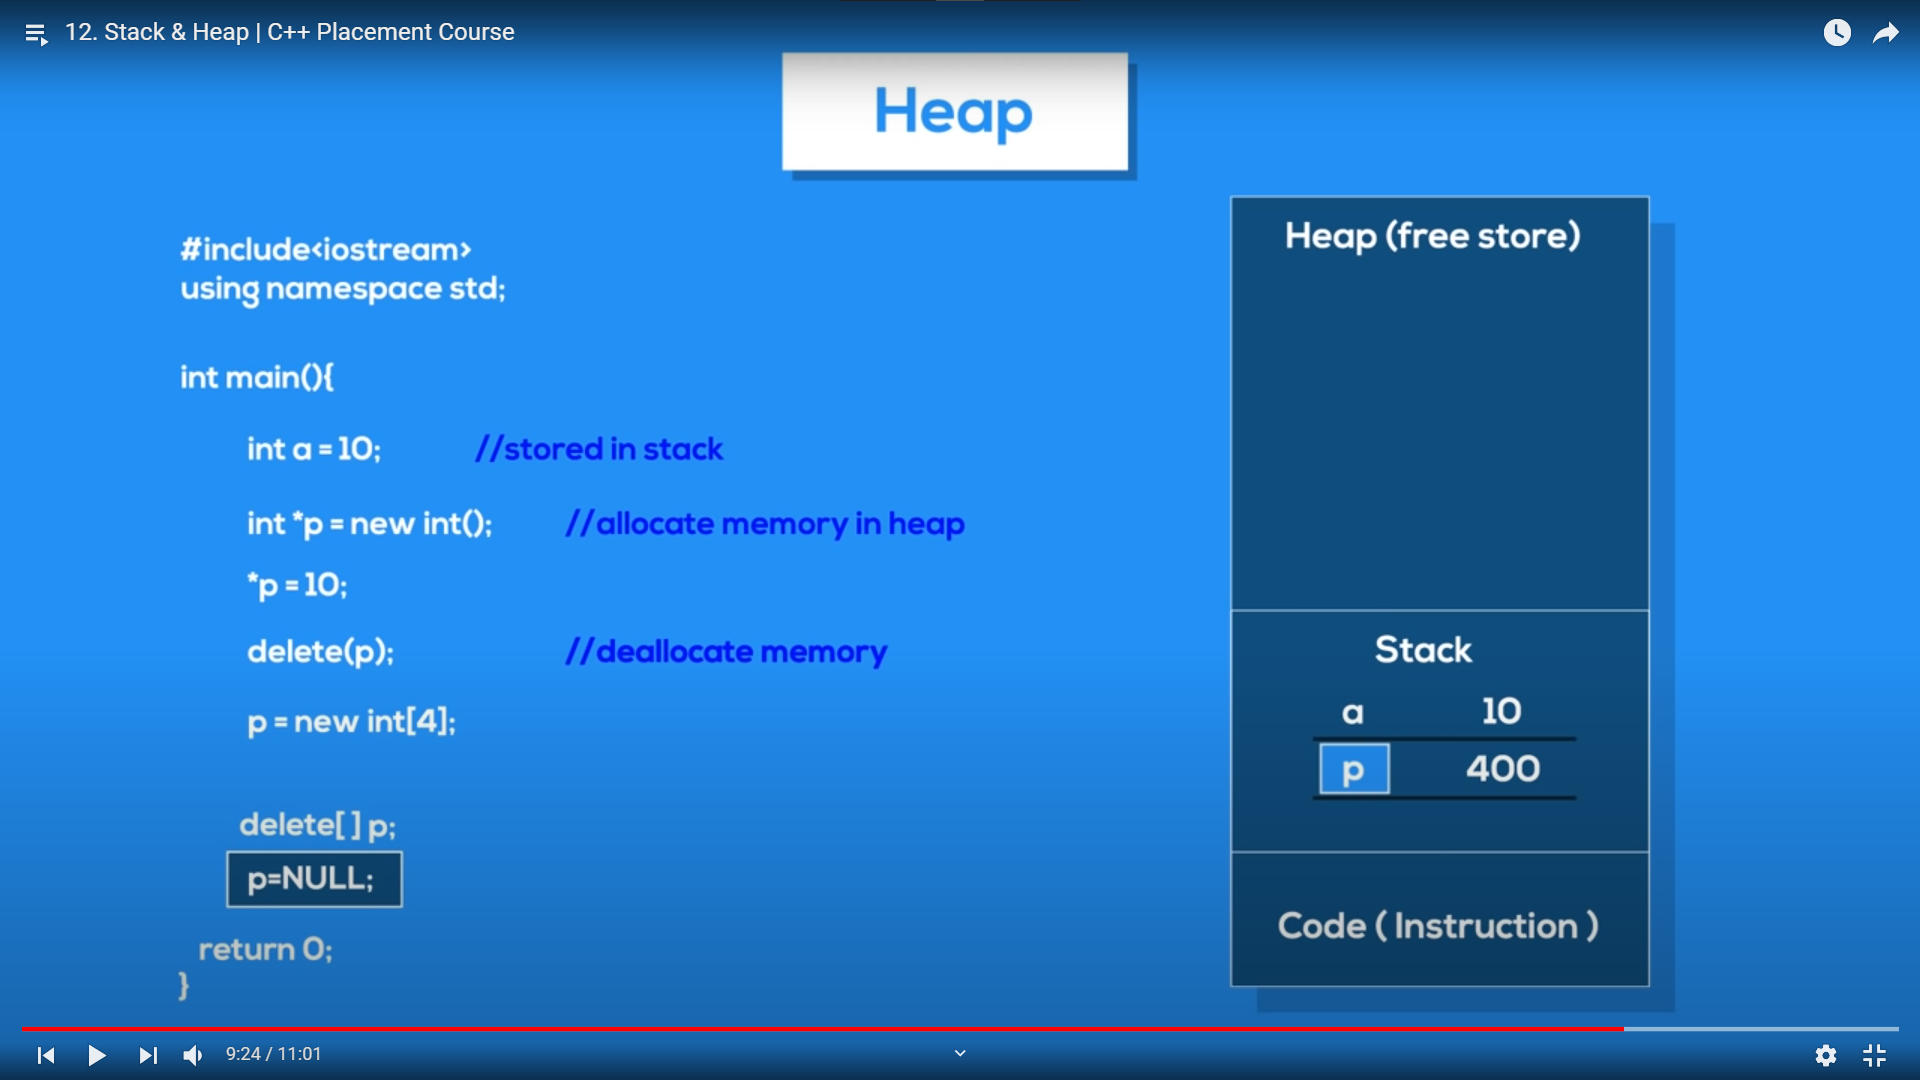 12. Stack & Heap | C++ Placement Course
Heap
#include<iostream>
using namespace std;
int main(){
int a = 10; //stored in stack
int *p = new int(); //allocate memory in heap
*p = 10;
delete(p); //deallocate memory
p = new int[4];
delete[ ] p;
p=NULL;
return 0;
}
Heap (free store)
Stack
a 10
p 400
Code ( Instruction )
9:24 / 11:01